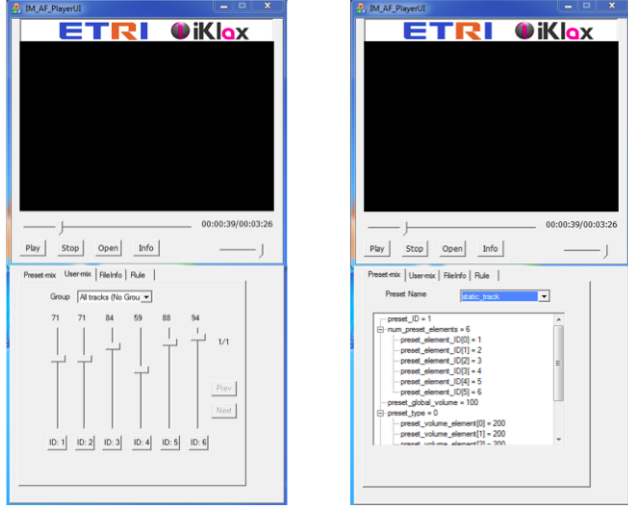 IM_AF_PlayerUI
ETRI iKlax
00:00:39/00:03:26
Play Stop Open Info
Preset-mix User-mix FileInfo Rule
Group All tracks (No Grou
71 71 84 59 88 94
1/1
Prev
Next
ID: 1 ID: 2 ID: 3 ID: 4 ID: 5 ID: 6
IM_AF_PlayerUI
ETRI iKlax
00:00:39/00:03:26
Play Stop Open Info
Preset-mix User-mix FileInfo Rule
Preset Name static_track
preset_ID = 1
num_preset_elements = 6
preset_element_ID[0] = 1
preset_element_ID[1] = 2
preset_element_ID[2] = 3
preset_element_ID[3] = 4
preset_element_ID[4] = 5
preset_element_ID[5] = 6
preset_global_volume = 100
preset_type = 0
preset_volume_element[0] = 200
preset_volume_element[1] = 200
preset_volume_element[2] = 200